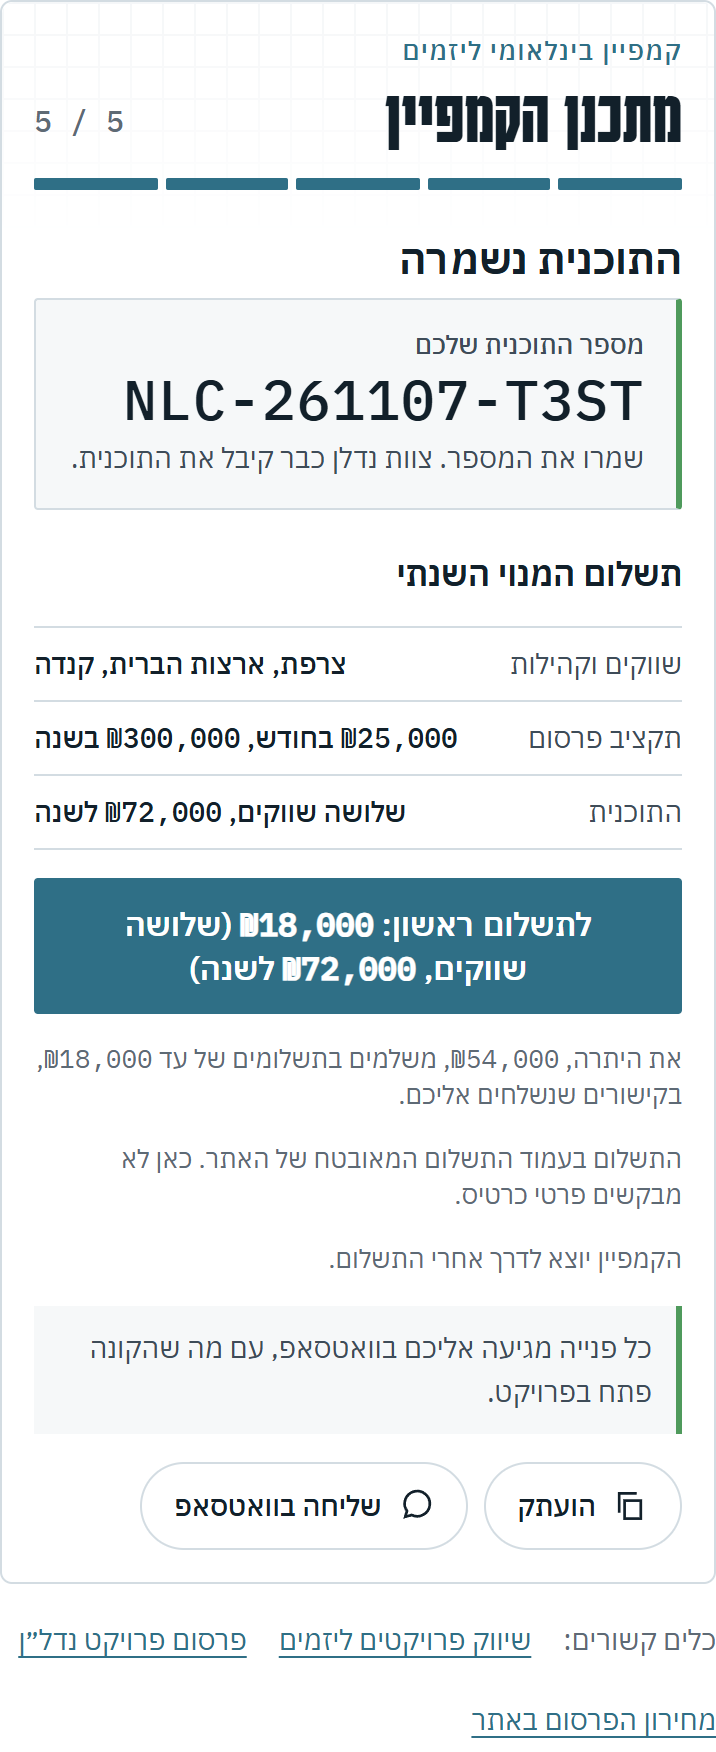 קמפיין בינלאומי ליזמים
מתכנן הקמפיין
5 / 5
התוכנית נשמרה
מספר התוכנית שלכם
NLC-261107-T3ST
שמרו את המספר. צוות נדלן כבר קיבל את התוכנית.
תשלום המנוי השנתי
שווקים וקהילות צרפת, ארצות הברית, קנדה
תקציב פרסום ₪25,000 בחודש, ₪300,000 בשנה
התוכנית שלושה שווקים, ₪72,000 לשנה
לתשלום ראשון: ₪18,000 (שלושה
שווקים, ₪72,000 לשנה)
את היתרה, ₪54,000, משלמים בתשלומים של עד ₪18,000,
בקישורים שנשלחים אליכם.
התשלום בעמוד התשלום המאובטח של האתר. כאן לא
מבקשים פרטי כרטיס.
הקמפיין יוצא לדרך אחרי התשלום.
כל פנייה מגיעה אליכם בוואטסאפ, עם מה שהקונה
פתח בפרויקט.
הועתק
שליחה בוואטסאפ
כלים קשורים: שיווק פרויקטים ליזמים פרסום פרויקט נדל״ן
מחירון הפרסום באתר